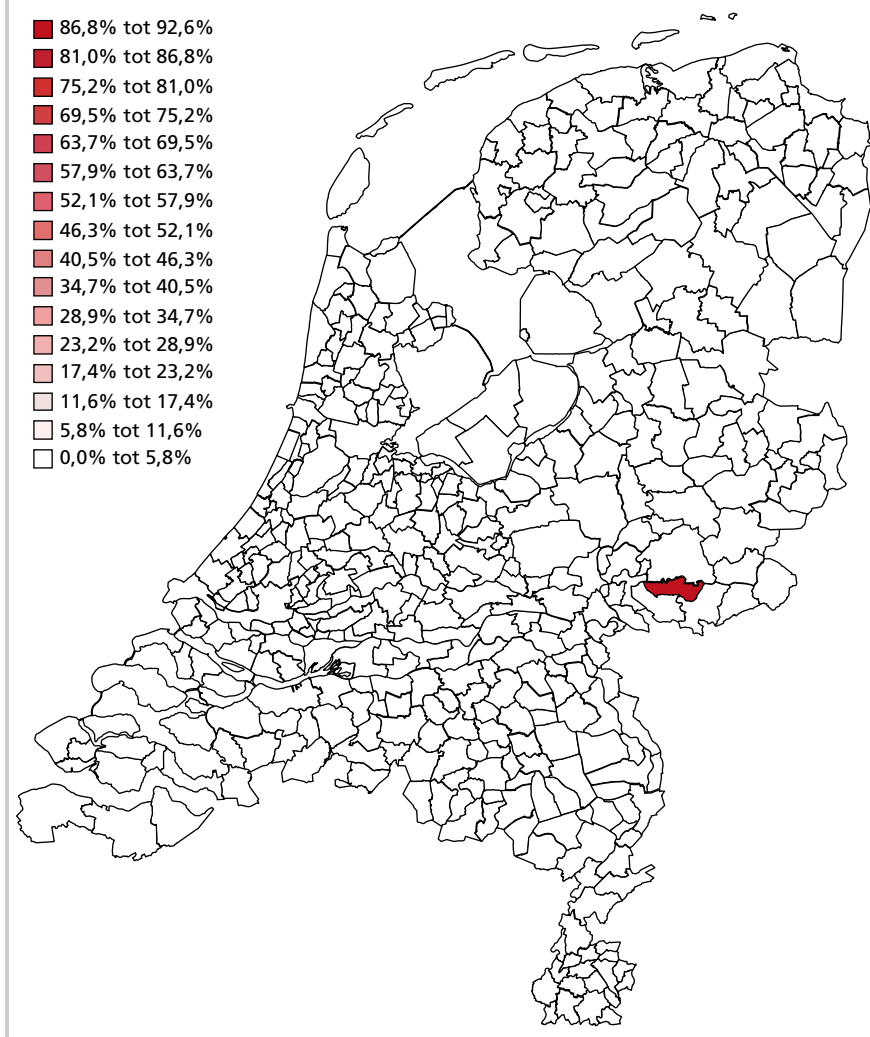 86,8% tot 92,6%
81,0% tot 86,8%
75,2% tot 81,0%
69,5% tot 75,2%
63,7% tot 69,5%
57,9% tot 63,7%
52,1% tot 57,9%
46,3% tot 52,1%
40,5% tot 46,3%
34,7% tot 40,5%
28,9% tot 34,7%
23,2% tot 28,9%
17,4% tot 23,2%
11,6% tot 17,4%
5,8% tot 11,6%
0,0% tot 5,8%